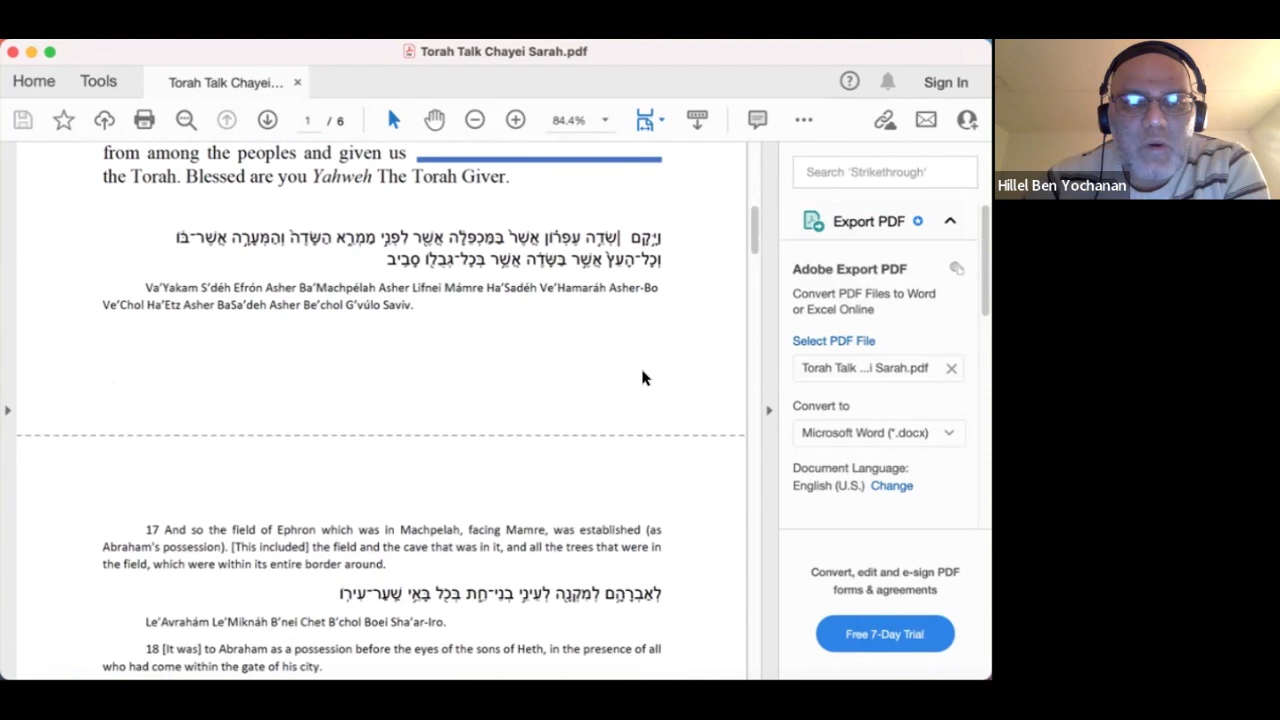 Torah Talk Chayei Sarah.pdf
Home
Tools
Torah Talk Chayei...
Sign In
1 / 6
84.4%
from among the peoples and given us
the Torah. Blessed are you Yahweh The Torah Giver.
וַיָּ֣קׇם ׀ שְׂדֵ֣ה עֶפְר֗וֹן אֲשֶׁר֙ בַּמַּכְפֵּלָ֔ה אֲשֶׁ֖ר לִפְנֵ֣י מַמְרֵ֑א הַשָּׂדֶה֙ וְהַמְּעָרָ֣ה אֲשֶׁר־בּ֔וֹ
וְכׇל־הָעֵץ֙ אֲשֶׁ֣ר בַּשָּׂדֶ֔ה אֲשֶׁ֥ר בְּכׇל־גְּבֻל֖וֹ סָבִֽיב
Va'Yakam S'déh Efrón Asher Ba'Machpélah Asher Lifnei Mámre Ha'Sadéh Ve'Hamaráh Asher-Bo
Ve'Chol Ha'Etz Asher BaSa'deh Asher Be'chol G'vúlo Savív.
17 And so the field of Ephron which was in Machpelah, facing Mamre, was established (as
Abraham's possession). [This included] the field and the cave that was in it, and all the trees that were in
the field, which were within its entire border around.
לְאַבְרָהָ֥ם לְמִקְנָ֖ה לְעֵינֵ֣י בְנֵי־חֵ֑ת בְּכֹ֖ל בָּאֵ֥י שַֽׁעַר־עִירֽוֹ
Le'Avrahám Le'Miknáh B'nei Chet B'chol Boei Sha'ar-Iro.
18 [It was] to Abraham as a possession before the eyes of the sons of Heth, in the presence of all
who had come within the gate of his city.
Search 'Strikethrough'
Export PDF
Adobe Export PDF
Convert PDF Files to Word
or Excel Online
Select PDF File
Torah Talk ...i Sarah.pdf
Convert to
Microsoft Word (*.docx)
Document Language:
English (U.S.) Change
Convert, edit and e-sign PDF
forms & agreements
Free 7-Day Trial
Hillel Ben Yochanan